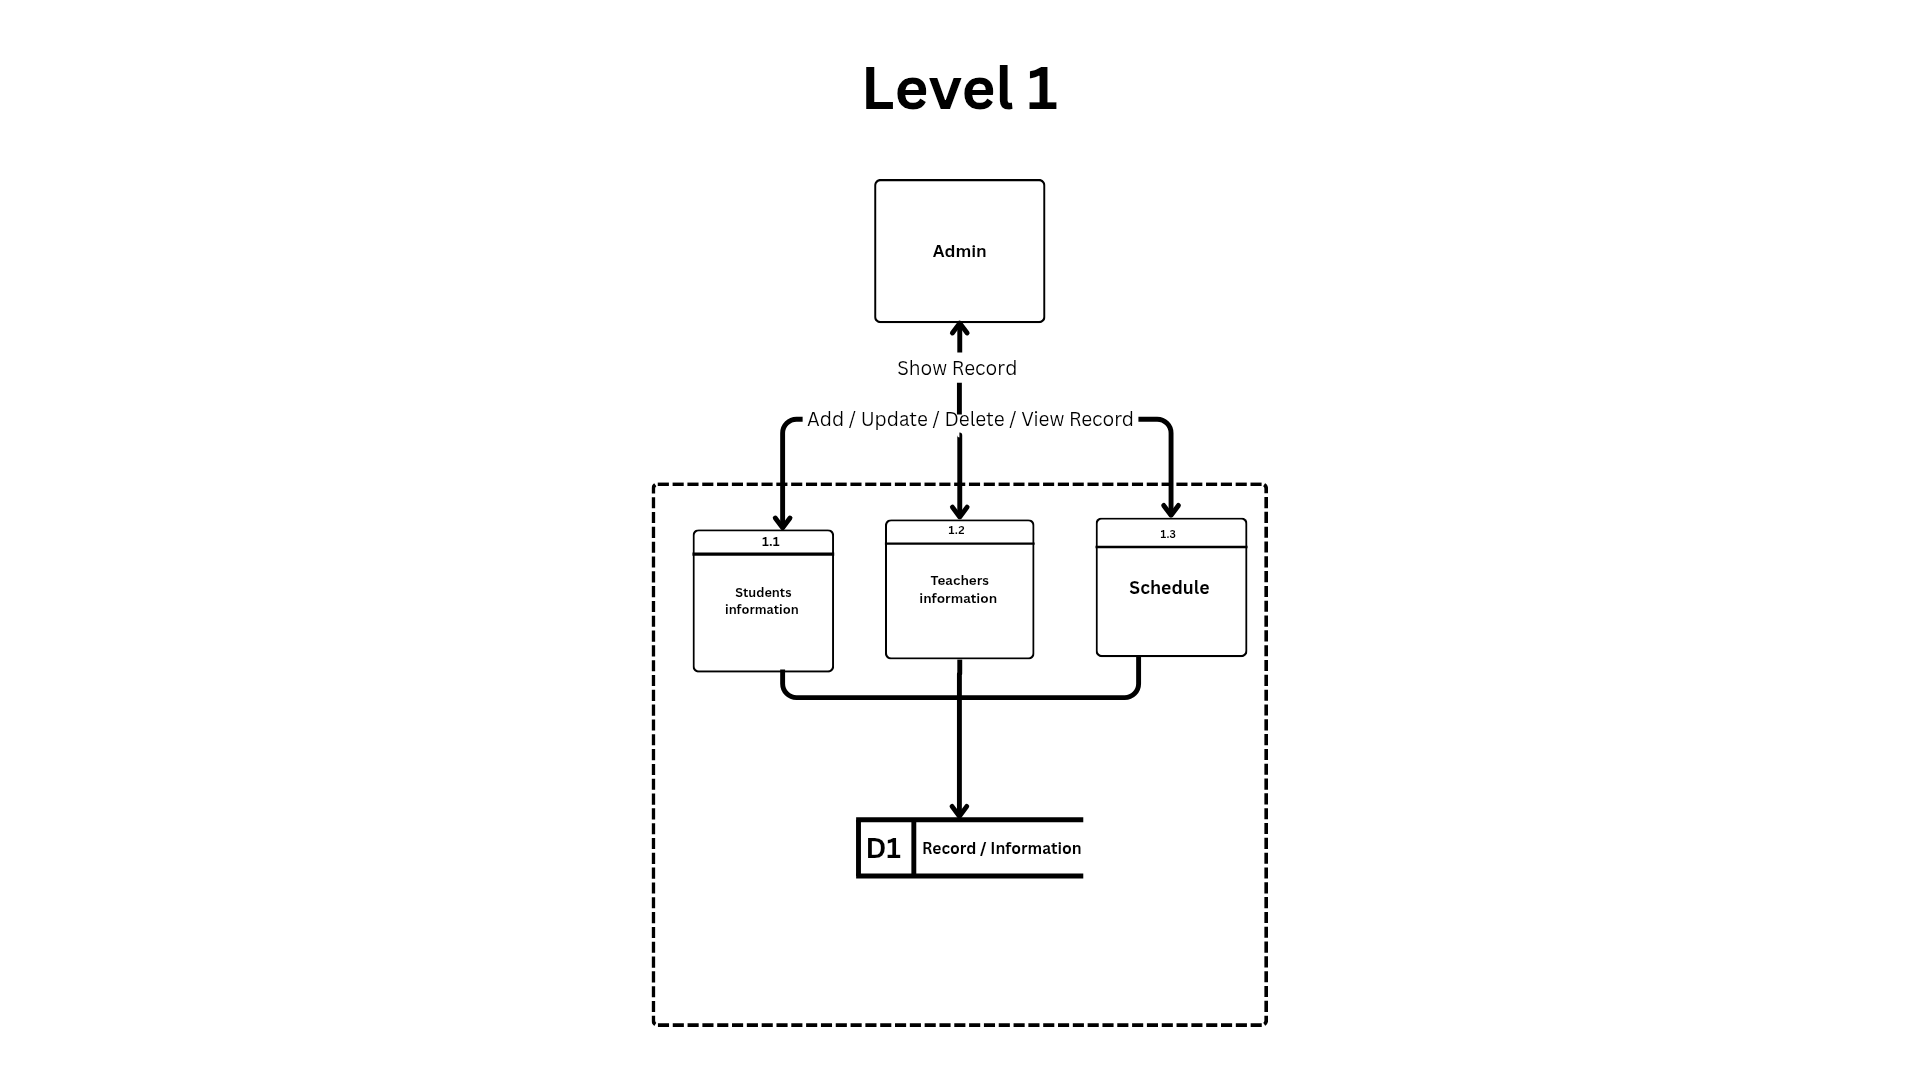 Level 1
Admin
Show Record
Add / Update / Delete / View Record
1.1
Students
information
1.2
Teachers
information
1.3
Schedule
D1
Record / Information